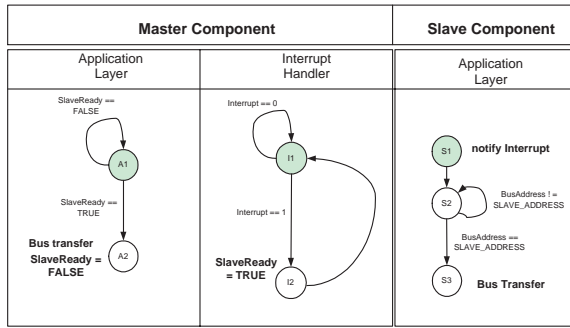 Master Component
Slave Component
Application
Layer
Interrupt
Handler
Application
Layer
SlaveReady ==
FALSE
A1
SlaveReady ==
TRUE
Bus transfer
SlaveReady =
FALSE
A2
Interrupt == 0
I1
Interrupt == 1
SlaveReady
= TRUE
I2
S1
notify Interrupt
S2
BusAddress ! =
SLAVE_ADDRESS
BusAddress ==
SLAVE_ADDRESS
S3
Bus Transfer